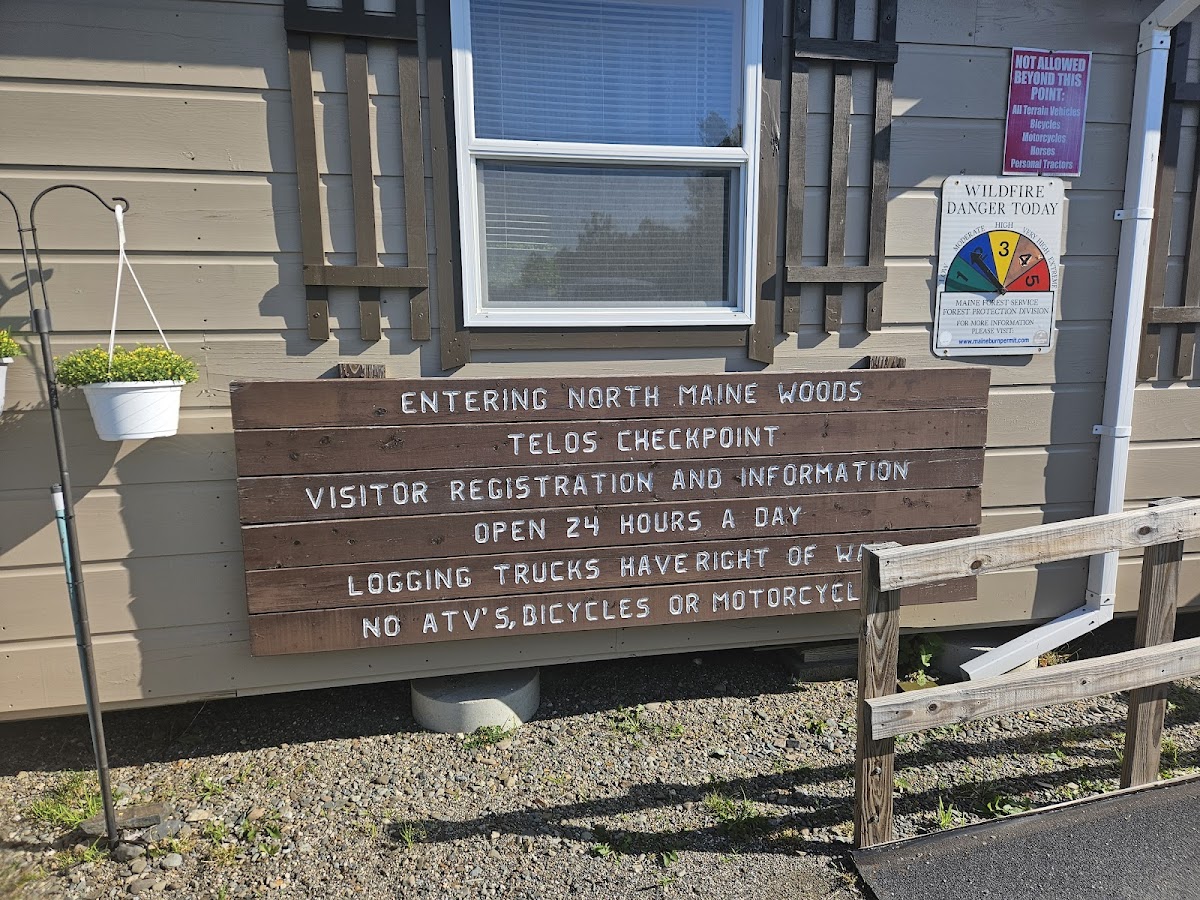 NOT ALLOWED
BEYOND THIS
POINT:
All Terrain Vehicles
Bicycles
Motorcycles
Horses
Personal Tractors
WILDFIRE
DANGER TODAY
LOW MODERATE HIGH VERY HIGH EXTREME
1 2 3 4 5
MAINE FOREST SERVICE
FOREST PROTECTION DIVISION
FOR MORE INFORMATION
PLEASE VISIT:
www.maineburnpermit.com
ENTERING NORTH MAINE WOODS
TELOS CHECKPOINT
VISITOR REGISTRATION AND INFORMATION
OPEN 24 HOURS A DAY
LOGGING TRUCKS HAVE RIGHT OF WA
NO ATV'S, BICYCLES OR MOTORCYCL